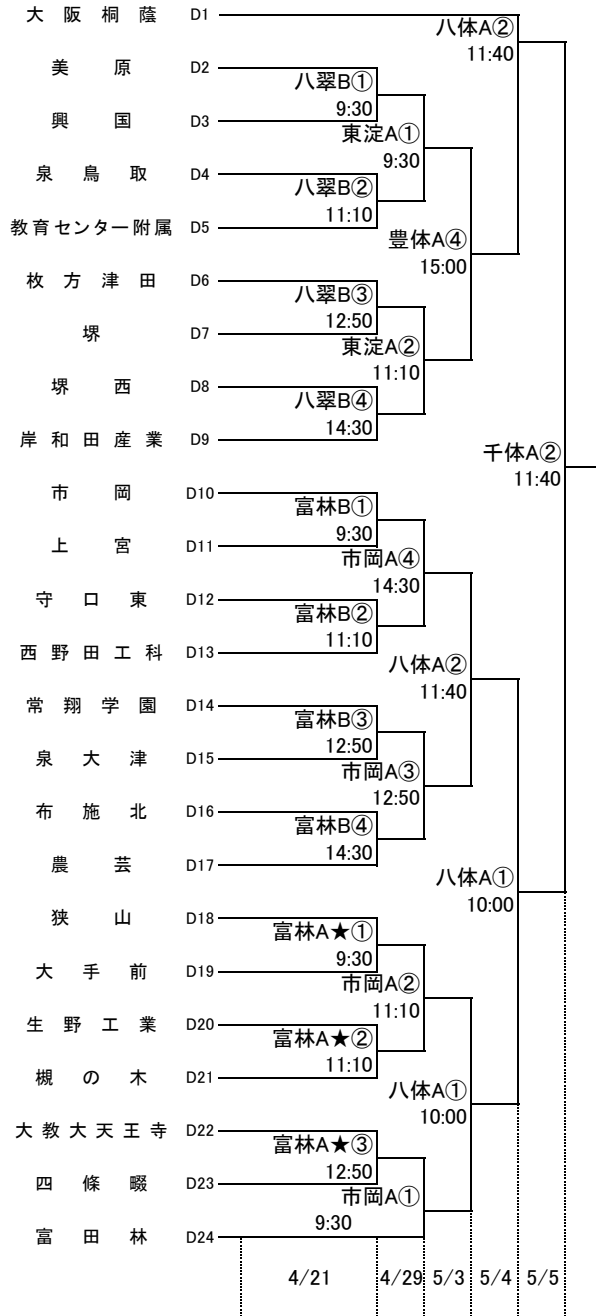 大阪桐蔭 D1
八体A②
11:40
美原 D2
八翠B①
9:30
興国 D3
東淀A①
9:30
泉鳥取 D4
八翠B②
11:10
教育センター附属 D5
豊体A④
15:00
枚方津田 D6
八翠B③
12:50
堺 D7
東淀A②
11:10
堺西 D8
八翠B④
14:30
岸和田産業 D9
千体A②
11:40
市岡 D10
富林B①
9:30
上宮 D11
市岡A④
14:30
守口東 D12
富林B②
11:10
西野田工科 D13
八体A②
11:40
常翔学園 D14
富林B③
12:50
泉大津 D15
市岡A③
12:50
布施北 D16
富林B④
14:30
農芸 D17
八体A①
10:00
狭山 D18
富林A★①
9:30
大手前 D19
市岡A②
11:10
生野工業 D20
富林A★②
11:10
槻の木 D21
八体A①
10:00
大教大天王寺 D22
富林A★③
12:50
四條畷 D23
市岡A①
9:30
富田林 D24
4/21 4/29 5/3 5/4 5/5